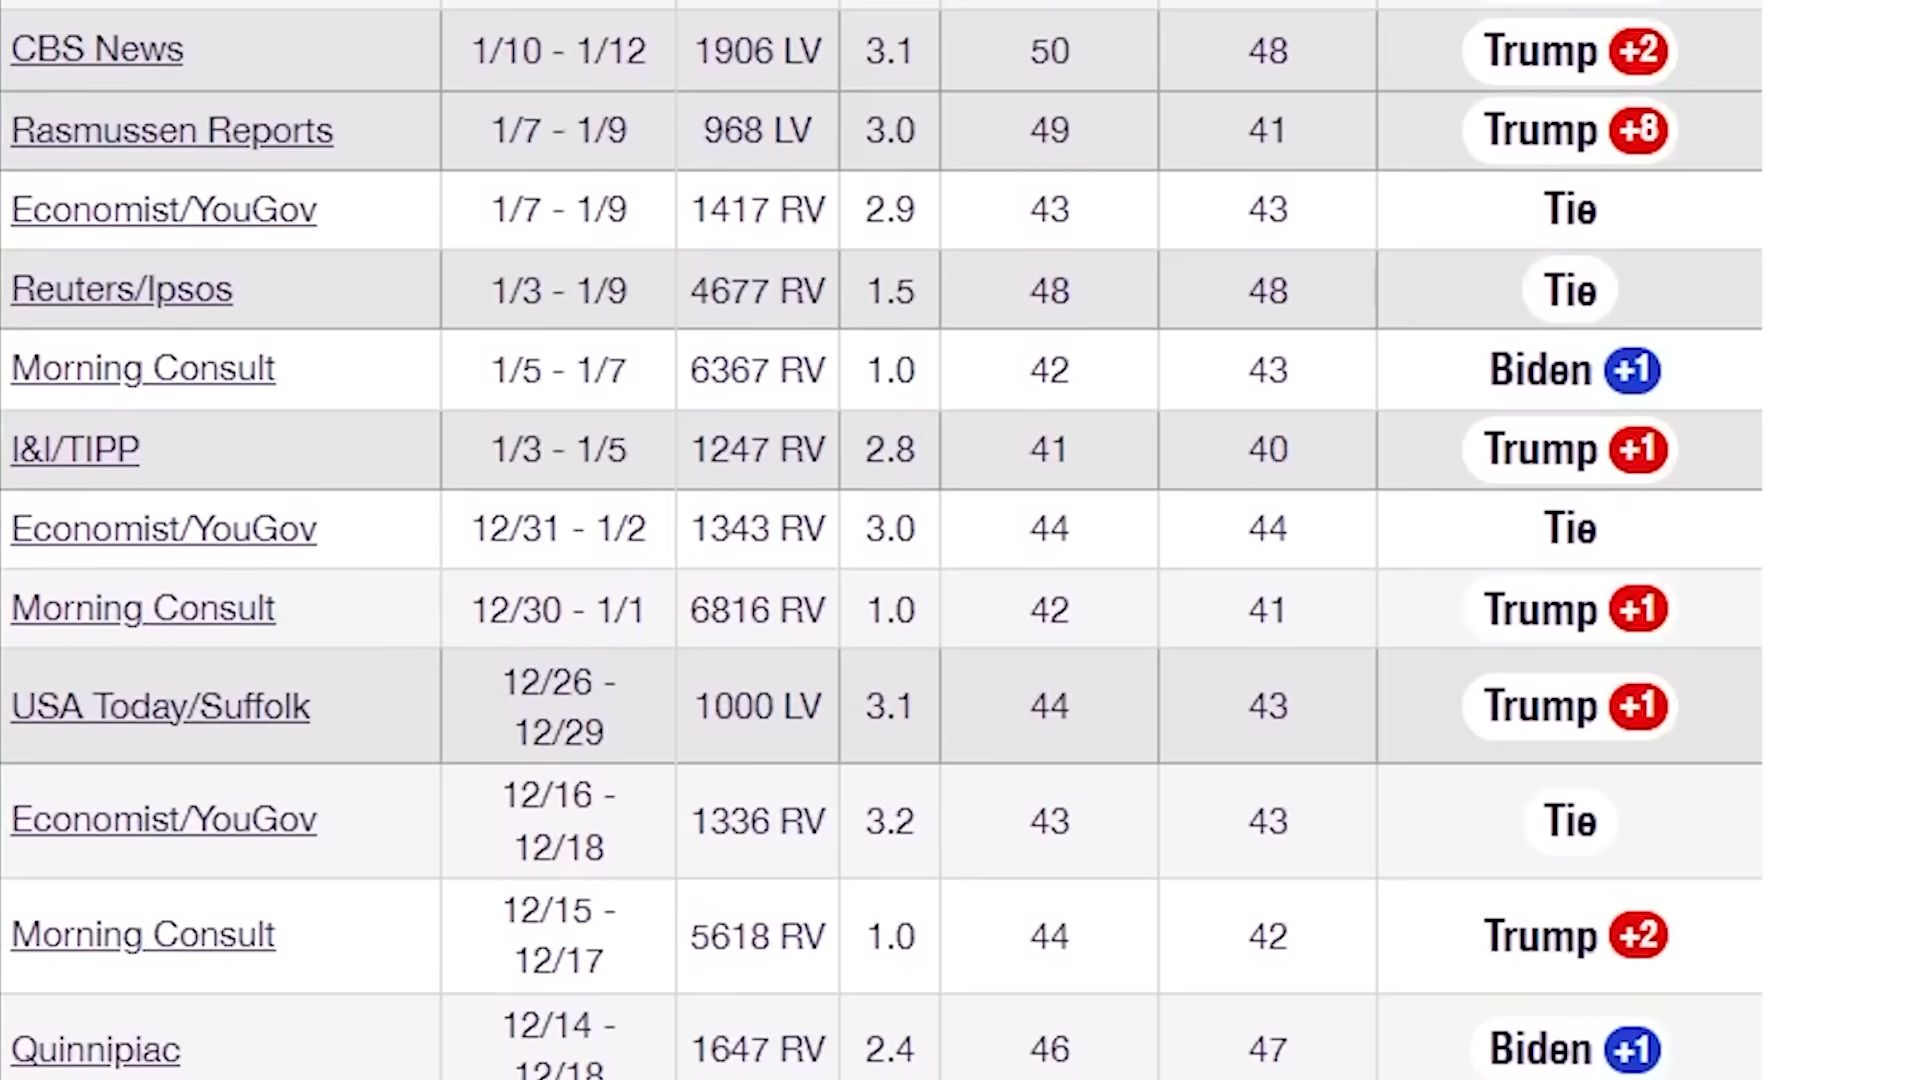 CBS News 1/10 - 1/12 1906 LV 3.1 50 48 Trump +2
Rasmussen Reports 1/7 - 1/9 968 LV 3.0 49 41 Trump +8
Economist/YouGov 1/7 - 1/9 1417 RV 2.9 43 43 Tie
Reuters/Ipsos 1/3 - 1/9 4677 RV 1.5 48 48 Tie
Morning Consult 1/5 - 1/7 6367 RV 1.0 42 43 Biden +1
I&I/TIPP 1/3 - 1/5 1247 RV 2.8 41 40 Trump +1
Economist/YouGov 12/31 - 1/2 1343 RV 3.0 44 44 Tie
Morning Consult 12/30 - 1/1 6816 RV 1.0 42 41 Trump +1
USA Today/Suffolk 12/26 - 12/29 1000 LV 3.1 44 43 Trump +1
Economist/YouGov 12/16 - 12/18 1336 RV 3.2 43 43 Tie
Morning Consult 12/15 - 12/17 5618 RV 1.0 44 42 Trump +2
Quinnipiac 12/14 - 12/18 1647 RV 2.4 46 47 Biden +1